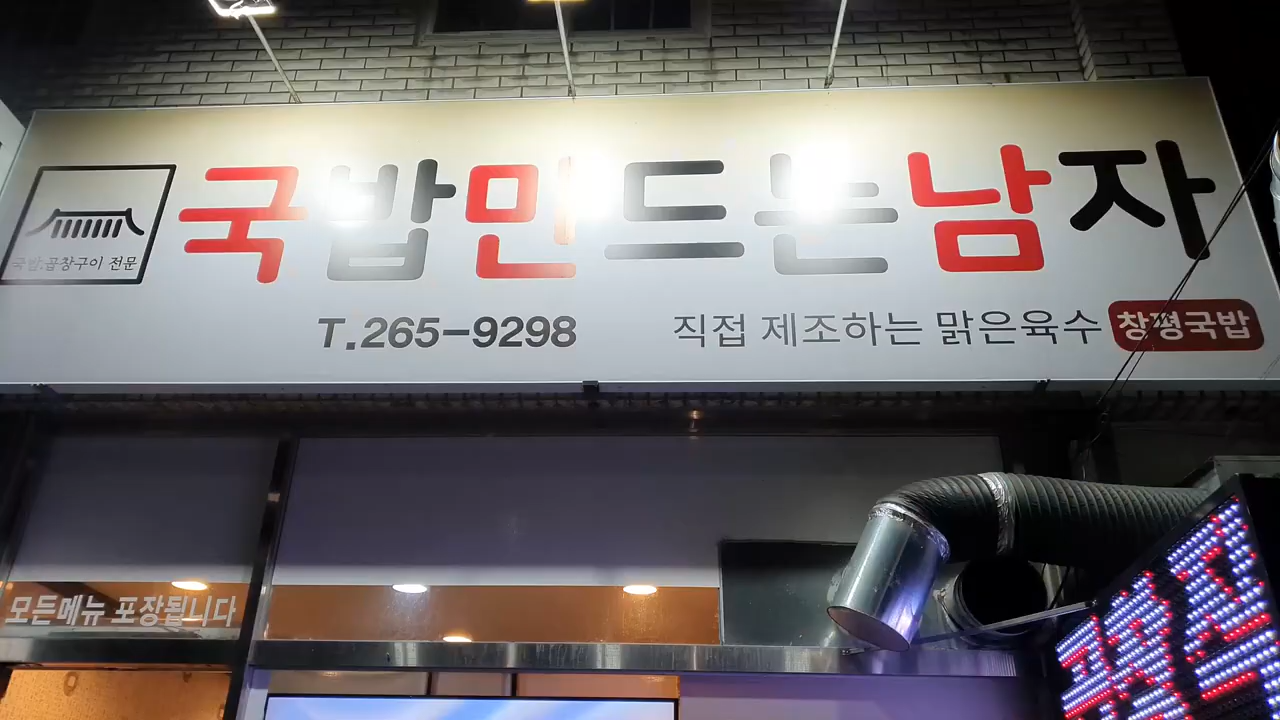 국밥만드는남자
국밥,곱창구이 전문
T.265-9298
직접 제조하는 맑은육수 창평국밥
모든메뉴 포장됩니다